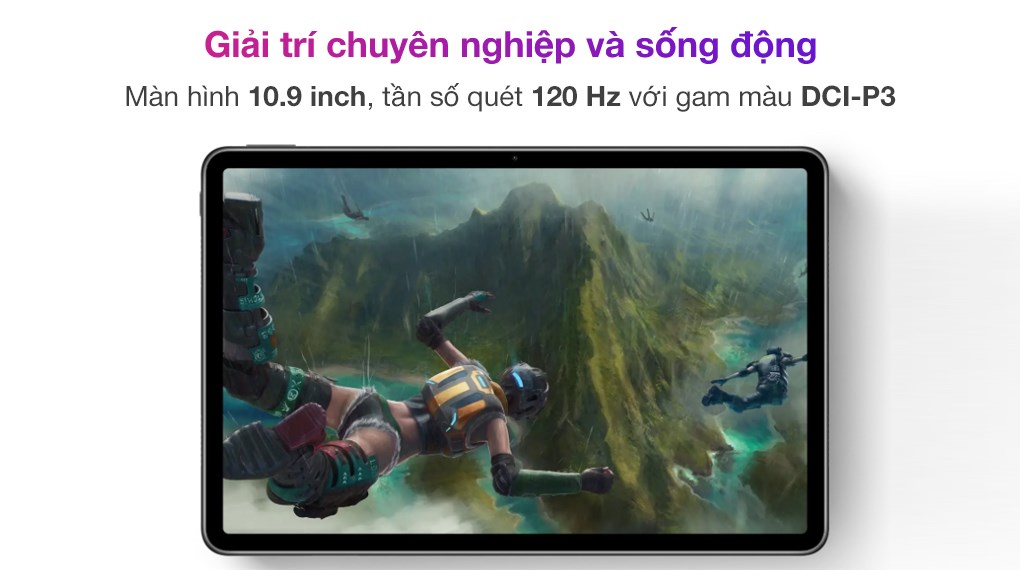 Giải trí chuyên nghiệp và sống động
Màn hình 10.9 inch, tần số quét 120 Hz với gam màu DCI-P3